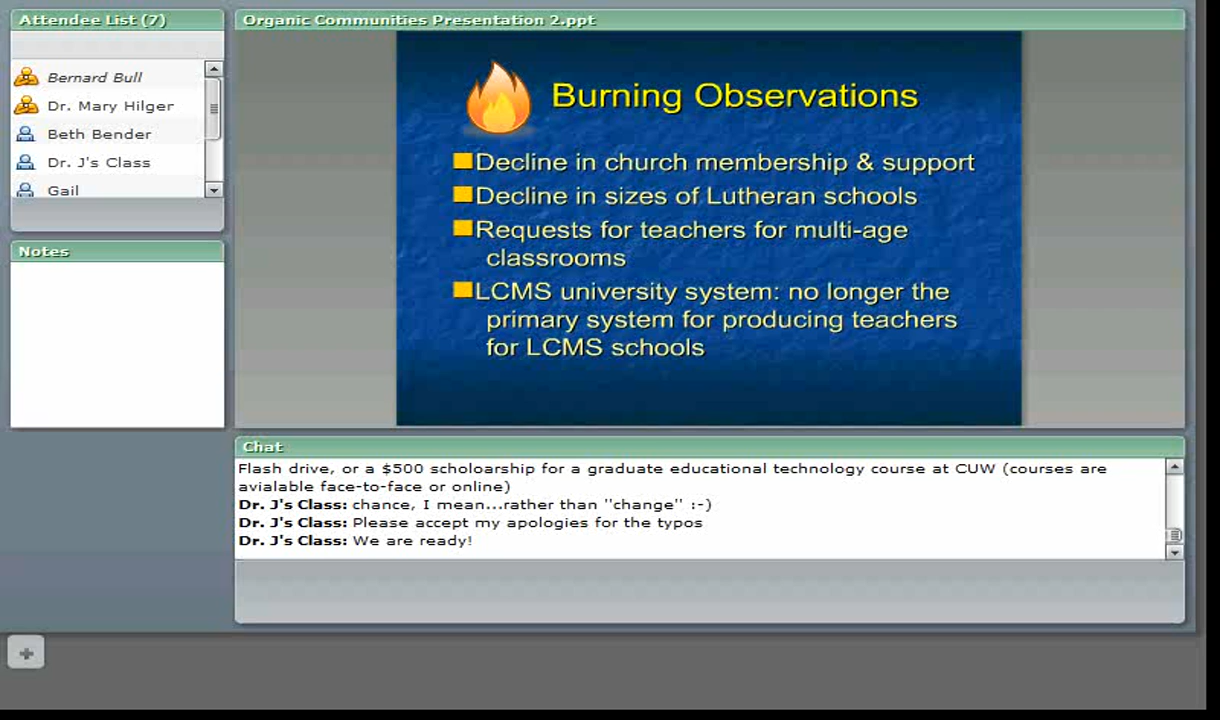 Attendee List (7)
Bernard Bull
Dr. Mary Hilger
Beth Bender
Dr. J's Class
Gail
Notes
Organic Communities Presentation 2.ppt
Burning Observations
Decline in church membership & support
Decline in sizes of Lutheran schools
Requests for teachers for multi-age
classrooms
LCMS university system: no longer the
primary system for producing teachers
for LCMS schools
Chat
Flash drive, or a $500 scholoarship for a graduate educational technology course at CUW (courses are
avialable face-to-face or online)
Dr. J's Class: chance, I mean...rather than "change" :-)
Dr. J's Class: Please accept my apologies for the typos
Dr. J's Class: We are ready!